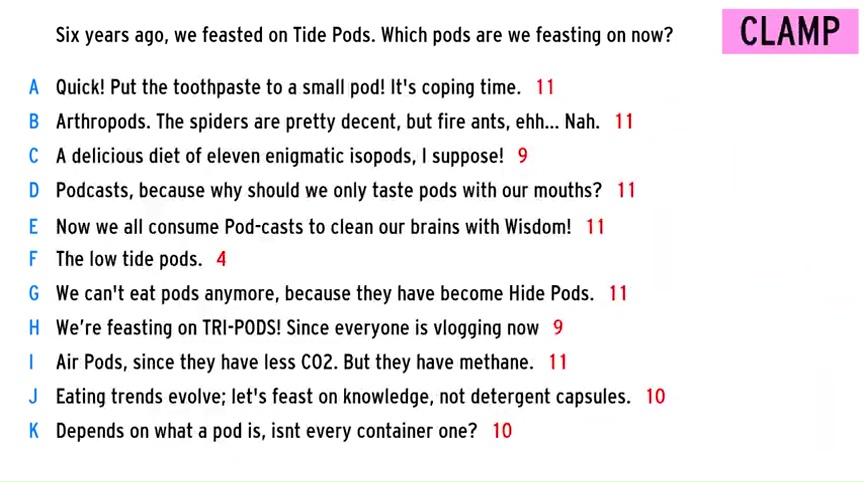 Six years ago, we feasted on Tide Pods. Which pods are we feasting on now?
CLAMP
A Quick! Put the toothpaste to a small pod! It's coping time. 11
B Arthropods. The spiders are pretty decent, but fire ants, ehh... Nah. 11
C A delicious diet of eleven enigmatic isopods, I suppose! 9
D Podcasts, because why should we only taste pods with our mouths? 11
E Now we all consume Pod-casts to clean our brains with Wisdom! 11
F The low tide pods. 4
G We can't eat pods anymore, because they have become Hide Pods. 11
H We're feasting on TRI-PODS! Since everyone is vlogging now 9
I Air Pods, since they have less CO2. But they have methane. 11
J Eating trends evolve; let's feast on knowledge, not detergent capsules. 10
K Depends on what a pod is, isnt every container one? 10